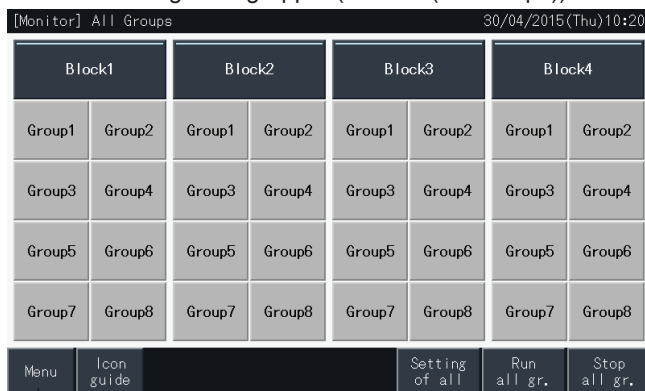 [Monitor] All Groups 30/04/2015(Thu)10:20
Block1 Block2 Block3 Block4
Group1 Group2 Group1 Group2 Group1 Group2 Group1 Group2
Group3 Group4 Group3 Group4 Group3 Group4 Group3 Group4
Group5 Group6 Group5 Group6 Group5 Group6 Group5 Group6
Group7 Group8 Group7 Group8 Group7 Group8 Group7 Group8
Menu Icon guide Setting of all Run all gr. Stop all gr.